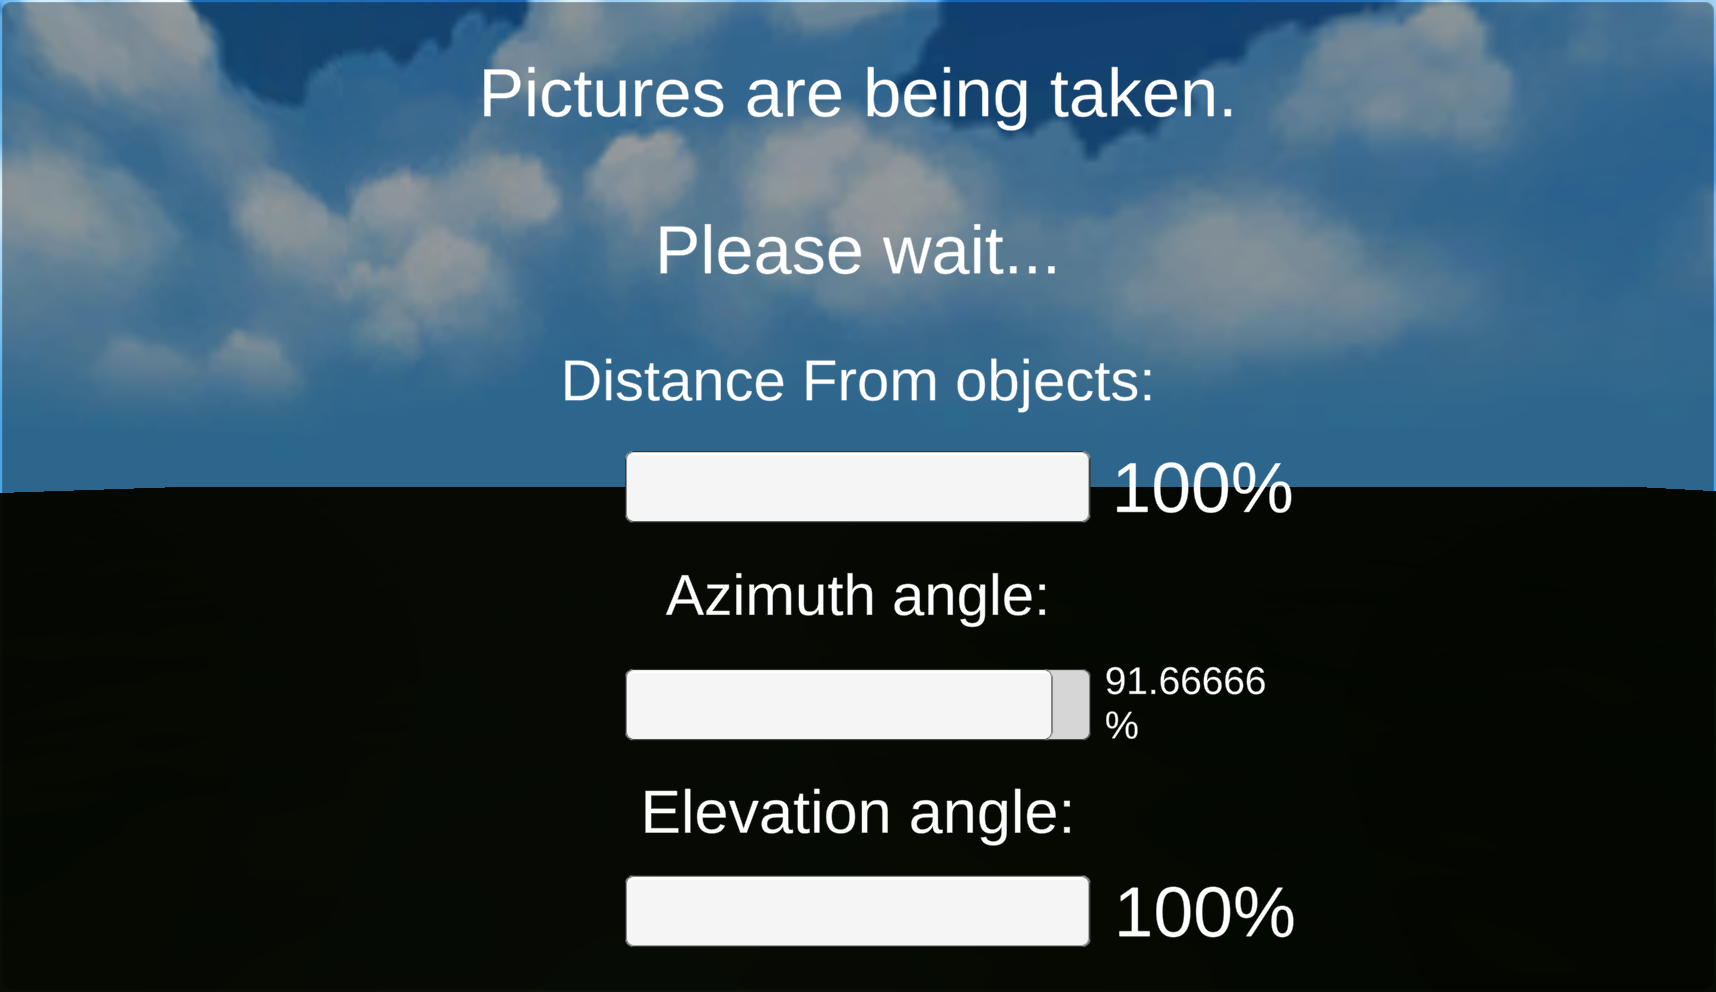 Pictures are being taken.
Please wait...
Distance From objects:
100%
Azimuth angle:
91.66666
%
Elevation angle:
100%